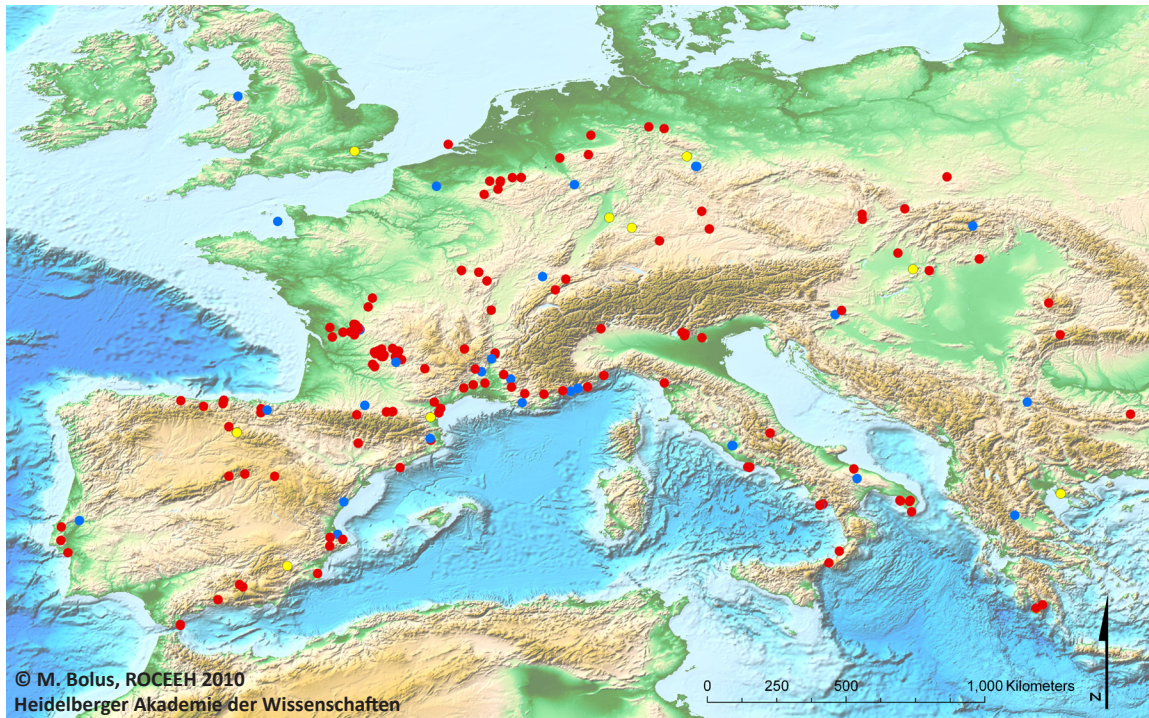 © M. Bolus, ROCEEH 2010
Heidelberger Akademie der Wissenschaften
0 250 500 1,000 Kilometers
N